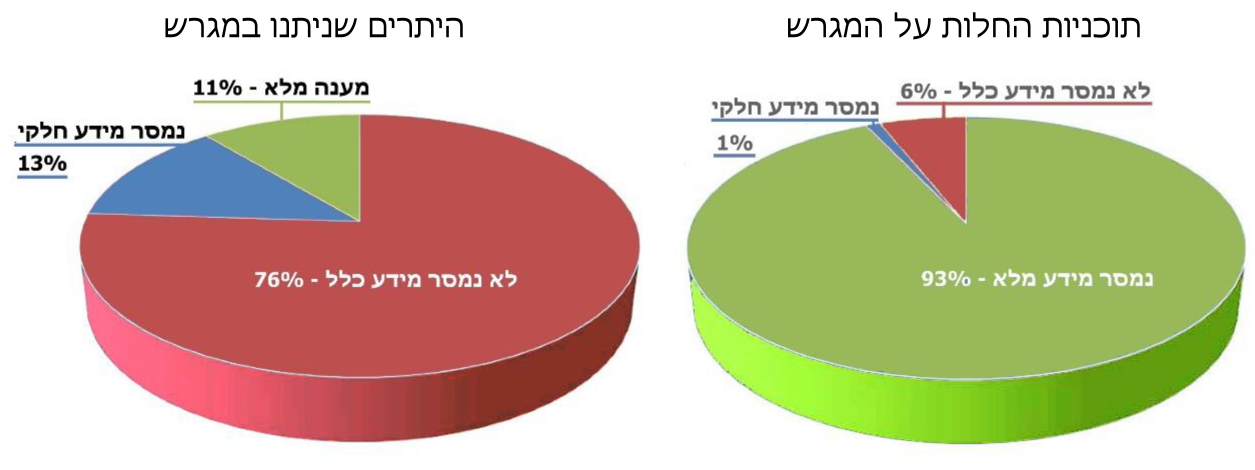 תוכניות החלות על המגרש
לא נמסר מידע כלל - 6%
נמסר מידע חלקי
1%
נמסר מידע מלא - 93%
היתרים שניתנו במגרש
מענה מלא - 11%
נמסר מידע חלקי
13%
לא נמסר מידע כלל - 76%